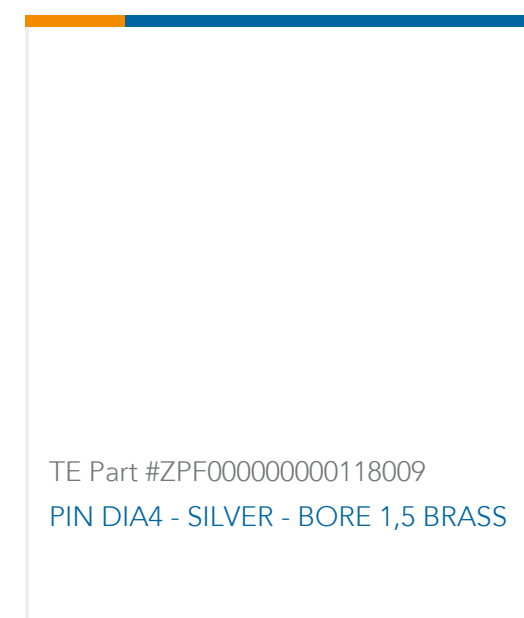 TE Part #ZPF000000000118009
PIN DIA4 - SILVER - BORE 1,5 BRASS